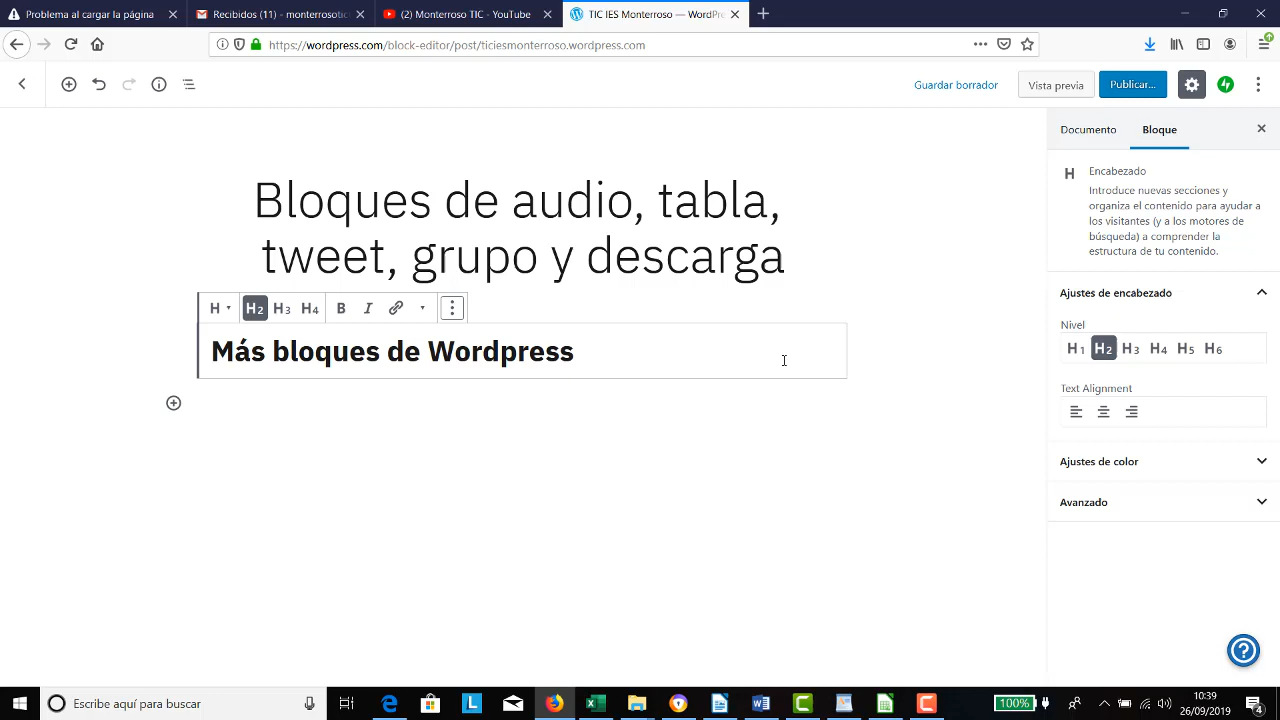 Problema al cargar la página
Recibidos (11) - monterrosotic
(2) Monterroso TIC - YouTube
TIC IES Monterroso — WordPre
https://wordpress.com/block-editor/post/ticiesmonterroso.wordpress.com
Guardar borrador
Vista previa
Publicar...
Documento
Bloque
Bloques de audio, tabla,
tweet, grupo y descarga
H
H2 H3 H4
B I
Más bloques de Wordpress
H
Encabezado
Introduce nuevas secciones y
organiza el contenido para ayudar a
los visitantes (y a los motores de
búsqueda) a comprender la
estructura de tu contenido.
Ajustes de encabezado
Nivel
H1 H2 H3 H4 H5 H6
Text Alignment
Ajustes de color
Avanzado
Escribe aquí para buscar
100%
10:39
26/09/2019
4